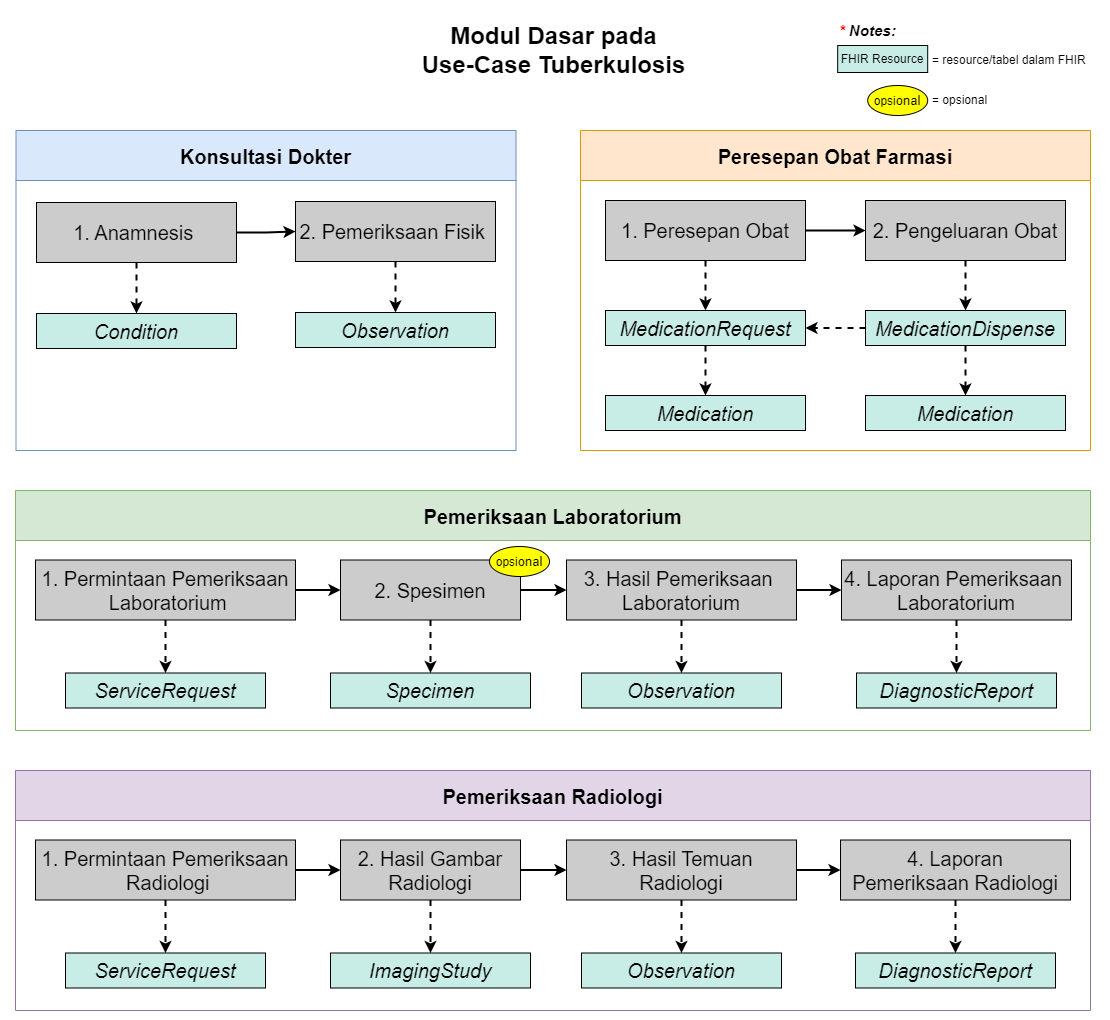 Modul Dasar pada
Use-Case Tuberkulosis
* Notes:
FHIR Resource = resource/tabel dalam FHIR
opsional = opsional
Konsultasi Dokter
1. Anamnesis
2. Pemeriksaan Fisik
Condition
Observation
Peresepan Obat Farmasi
1. Peresepan Obat
2. Pengeluaran Obat
MedicationRequest
MedicationDispense
Medication
Medication
Pemeriksaan Laboratorium
1. Permintaan Pemeriksaan
Laboratorium
opsional
2. Spesimen
3. Hasil Pemeriksaan
Laboratorium
4. Laporan Pemeriksaan
Laboratorium
ServiceRequest
Specimen
Observation
DiagnosticReport
Pemeriksaan Radiologi
1. Permintaan Pemeriksaan
Radiologi
2. Hasil Gambar
Radiologi
3. Hasil Temuan
Radiologi
4. Laporan
Pemeriksaan Radiologi
ServiceRequest
ImagingStudy
Observation
DiagnosticReport